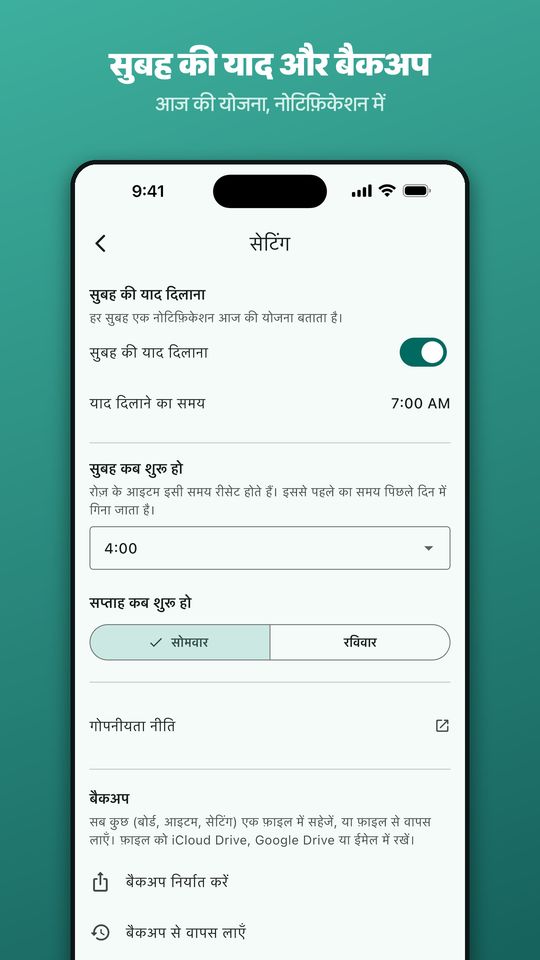 सुबह की याद और बैकअप
आज की योजना, नोटिफ़िकेशन में
9:41
सेटिंग
सुबह की याद दिलाना
हर सुबह एक नोटिफ़िकेशन आज की योजना बताता है।
सुबह की याद दिलाना
याद दिलाने का समय 7:00 AM
सुबह कब शुरू हो
रोज़ के आइटम इसी समय रीसेट होते हैं। इससे पहले का समय पिछले दिन में
गिना जाता है।
4:00
सप्ताह कब शुरू हो
सोमवार रविवार
गोपनीयता नीति
बैकअप
सब कुछ (बोर्ड, आइटम, सेटिंग) एक फ़ाइल में सहेजें, या फ़ाइल से वापस
लाएँ। फ़ाइल को iCloud Drive, Google Drive या ईमेल में रखें।
बैकअप निर्यात करें
बैकअप से वापस लाएँ